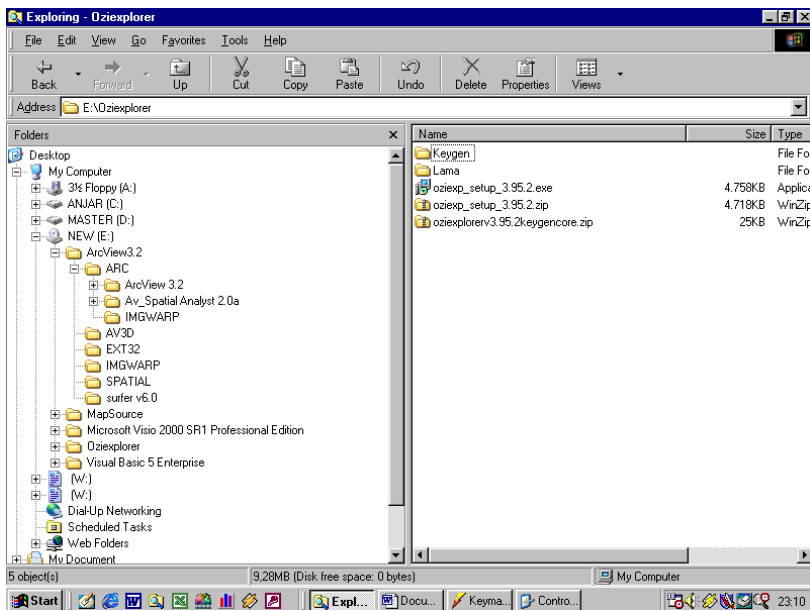 Exploring - Oziexplorer
File Edit View Go Favorites Tools Help
Back Forward Up Cut Copy Paste Undo Delete Properties Views
Address E:\Oziexplorer
Folders
Desktop
My Computer
3½ Floppy (A:)
ANJAR (C:)
MASTER (D:)
NEW (E:)
ArcView3.2
ARC
ArcView 3.2
Av_Spatial Analyst 2.0a
IMGWARP
AV3D
EXT32
IMGWARP
SPATIAL
surfer v6.0
MapSource
Microsoft Visio 2000 SR1 Professional Edition
Oziexplorer
Visual Basic 5 Enterprise
(W:)
(W:)
Dial-Up Networking
Scheduled Tasks
Web Folders
My Document
Name Size Type
Keygen File Fo
Lama File Fo
oziexp_setup_3.95.2.exe 4.758KB Applica
oziexp_setup_3.95.2.zip 4.718KB WinZip
oziexplorerv3.95.2keygencore.zip 25KB WinZip
5 object(s) 9,28MB (Disk free space: 0 bytes) My Computer
Start Expl... Docu... Keyma... Contro... 23:10